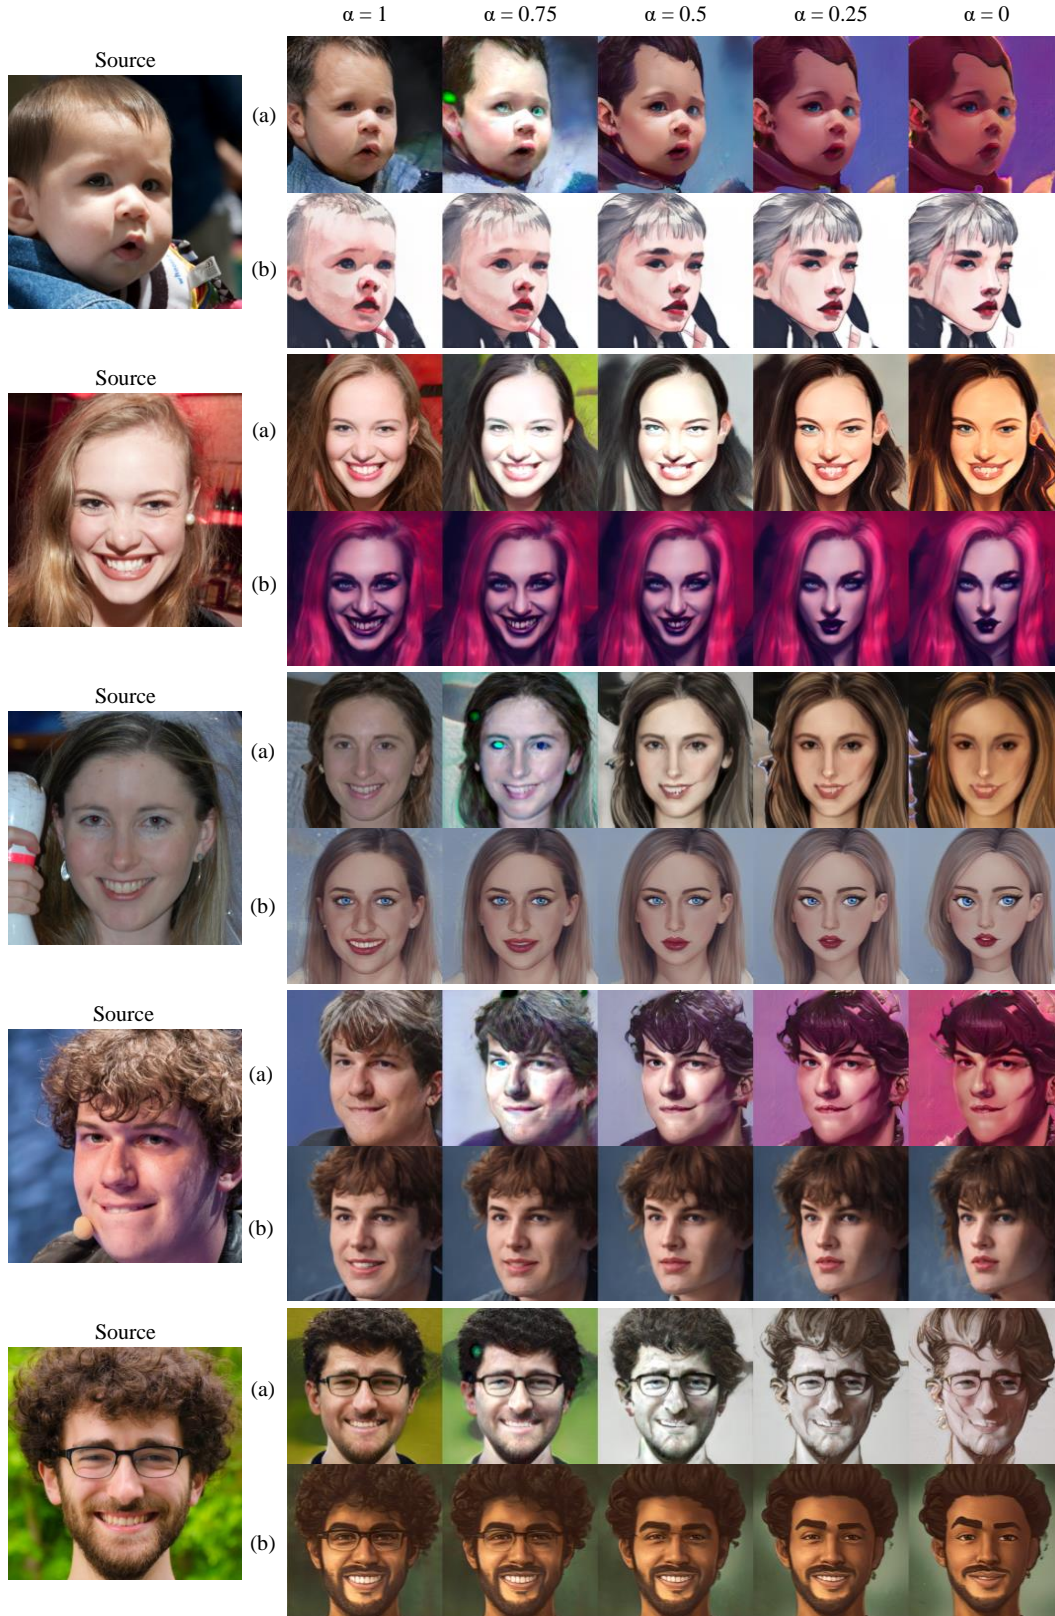 α = 1 α = 0.75 α = 0.5 α = 0.25 α = 0
Source
(a)
(b)
Source
(a)
(b)
Source
(a)
(b)
Source
(a)
(b)
Source
(a)
(b)